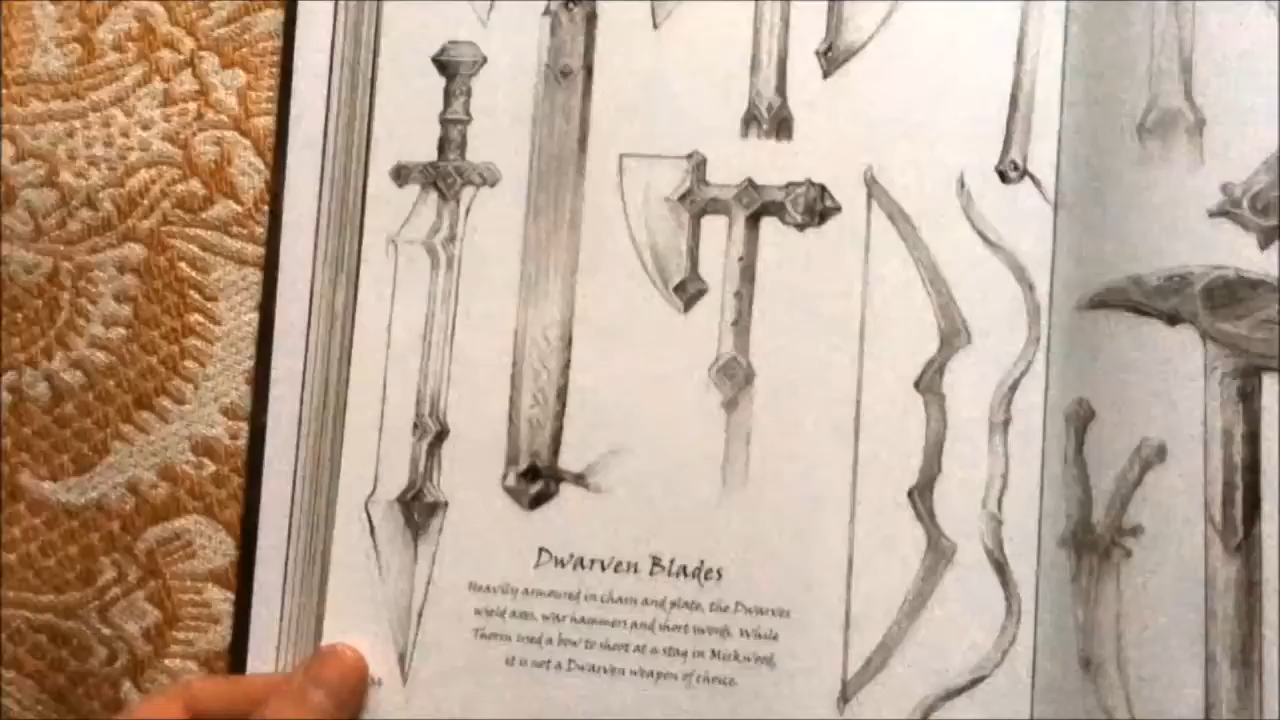 Dwarven Blades
Heavily armoured in chain and plate, the Dwarves
wield axes, war hammers and short swords. While
Thorin used a bow to shoot at a stag in Mirkwood,
it is not a Dwarven weapon of choice.